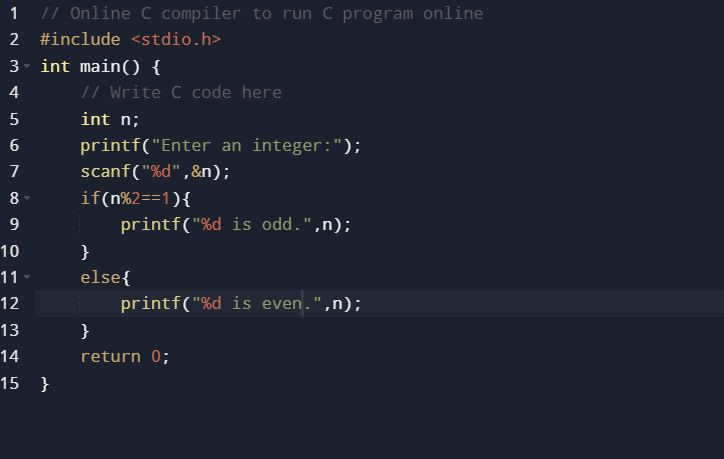 1 // Online C compiler to run C program online
2 #include <stdio.h>
3 int main() {
4     // Write C code here
5     int n;
6     printf("Enter an integer:");
7     scanf("%d",&n);
8     if(n%2==1){
9         printf("%d is odd.",n);
10     }
11     else{
12         printf("%d is even.",n);
13     }
14     return 0;
15 }